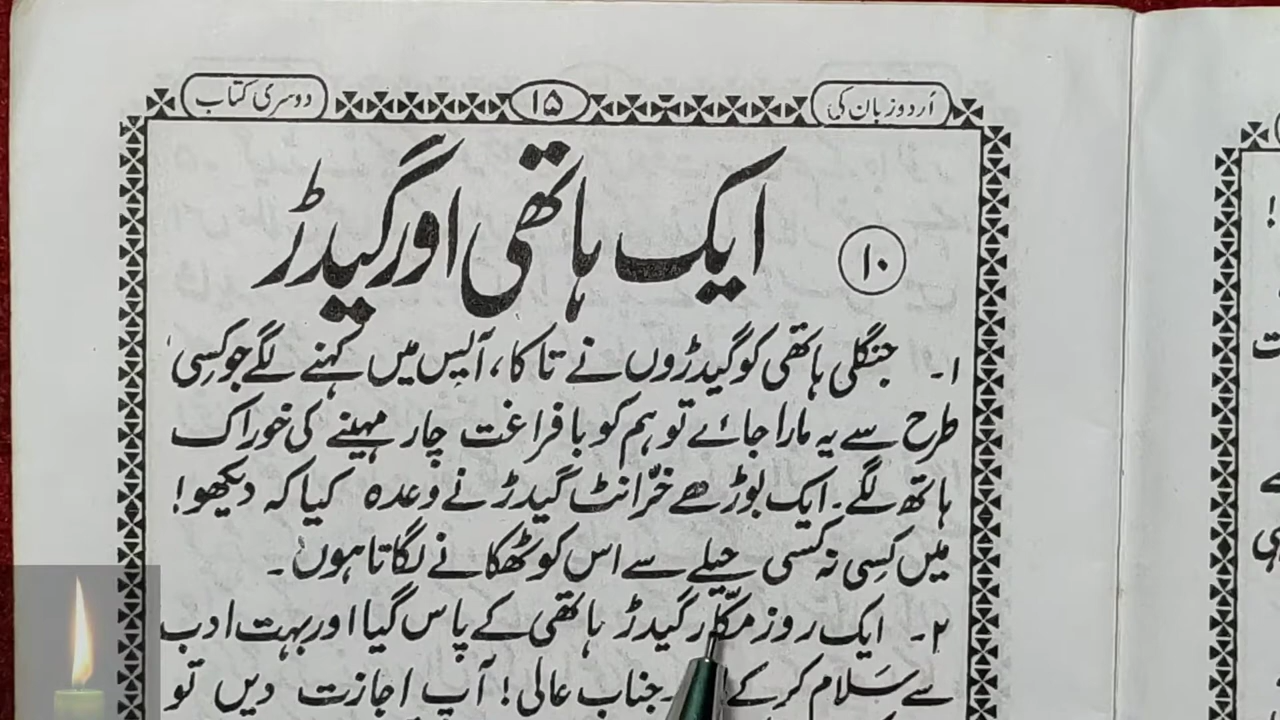 اُردو زبان کی ۱۵ دوسری کتاب
۱۰
ایک ہاتھی اور گیدڑ
۱۔ جنگلی ہاتھی کو گیدڑوں نے تاکا، آپس میں کہنے لگے جو کسی
طرح سے یہ مارا جائے تو ہم کو بافراغت چار مہینے کی خوراک
ہاتھ لگے۔ ایک بوڑھے خرّانٹ گیدڑ نے وعدہ کیا کہ دیکھو!
میں کِسی نہ کسی حیلے سے اس کو ٹھکانے لگاتا ہوں۔
۲۔ ایک روز مکّار گیدڑ ہاتھی کے پاس گیا اور بہت ادب
سے سَلام کر کے ۔ جناب عالی! آپ اجازت دیں تو